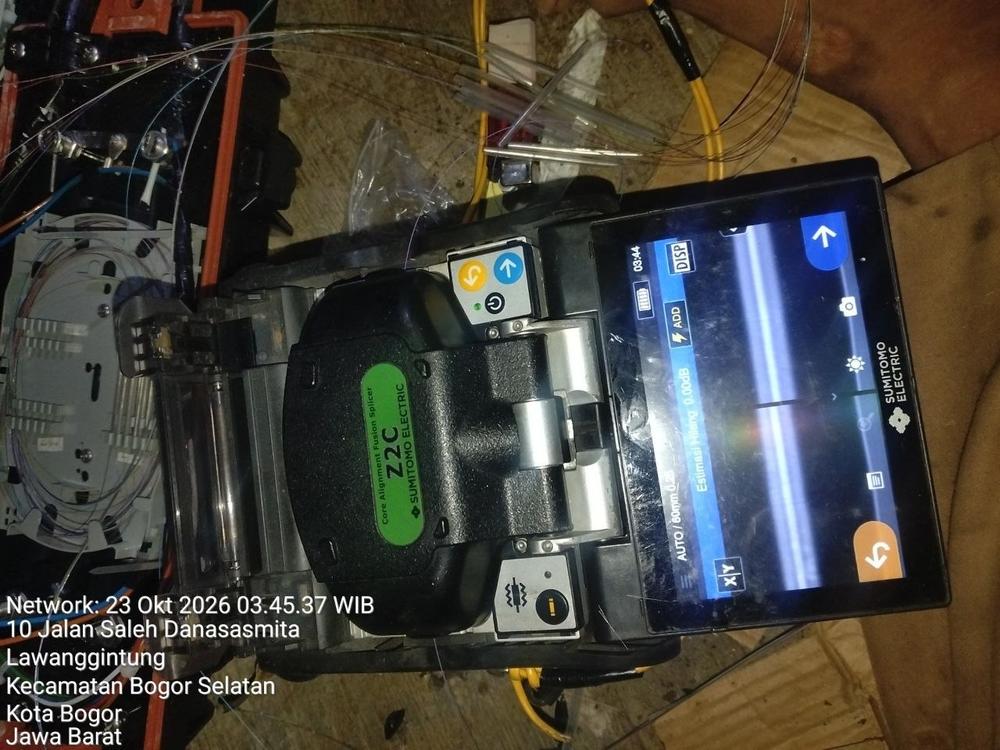 Network: 23 Okt 2026 03.45.37 WIB
10 Jalan Saleh Danasasmita
Lawanggintung
Kecamatan Bogor Selatan
Kota Bogor
Jawa Barat
Core Alignment Fusion Splicer
Z2C
SUMITOMO ELECTRIC
03:44
AUTO / 60mm 0.25
Estimasi Hilang 0.00dB
ADD
DISP
X|Y
SUMITOMO
ELECTRIC